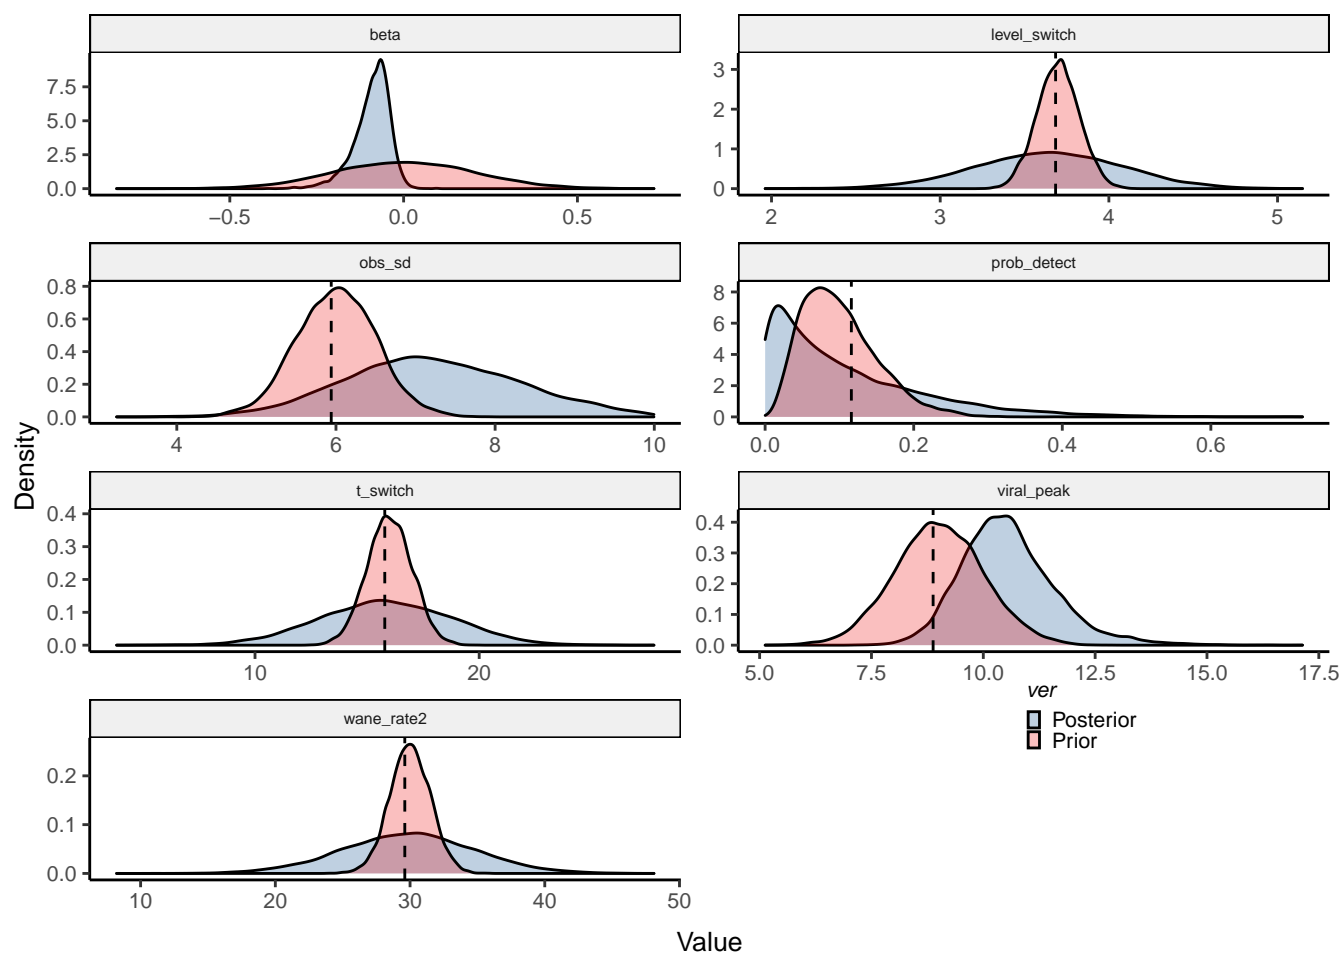 beta
7.5
5.0
2.5
0.0
−0.5 0.0 0.5
level_switch
3
2
1
0
2 3 4 5
obs_sd
0.8
0.6
0.4
0.2
0.0
4 6 8 10
prob_detect
8
6
4
2
0
0.0 0.2 0.4 0.6
t_switch
0.4
0.3
0.2
0.1
0.0
10 20
viral_peak
0.4
0.3
0.2
0.1
0.0
5.0 7.5 10.0 12.5 15.0 17.5
wane_rate2
0.2
0.1
0.0
10 20 30 40 50
ver
Posterior
Prior
Density
Value